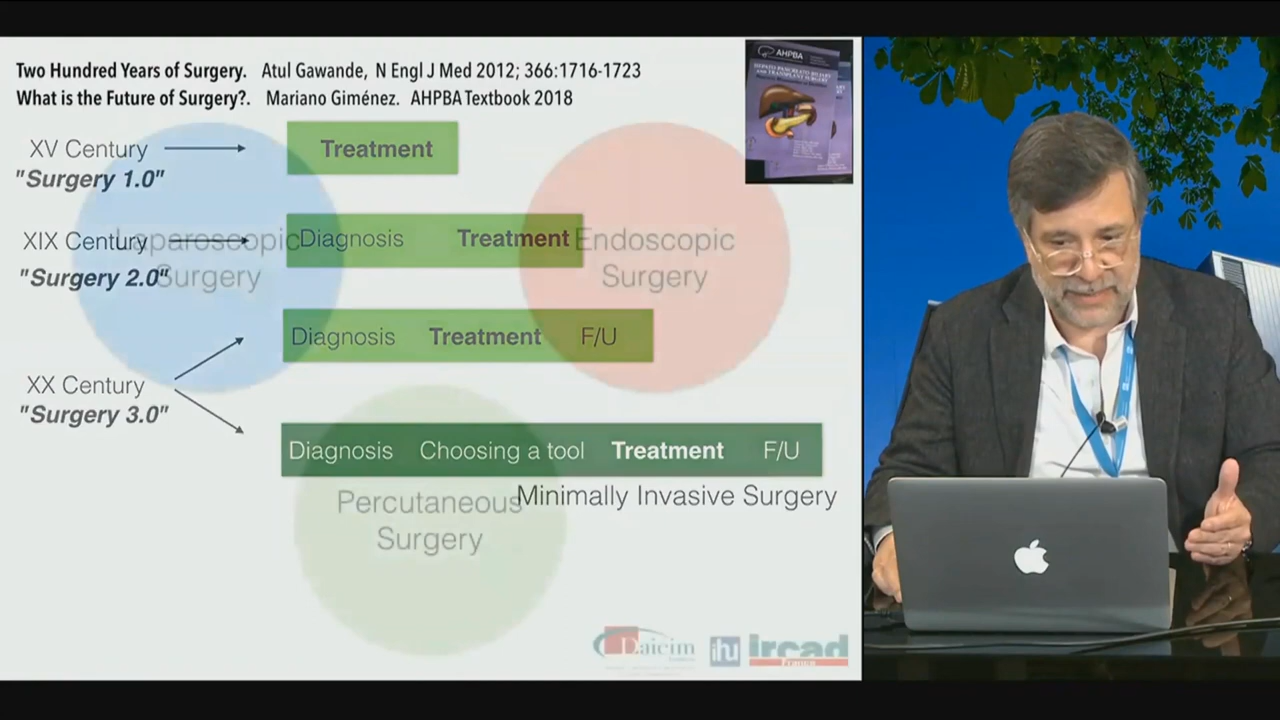 Two Hundred Years of Surgery. Atul Gawande, N Engl J Med 2012; 366:1716-1723
What is the Future of Surgery?. Mariano Giménez. AHPBA Textbook 2018
AHPBA
XV Century
"Surgery 1.0"
Treatment
XIX Century
"Surgery 2.0"
Diagnosis Treatment
Laparoscopic
Surgery
Endoscopic
Surgery
XX Century
"Surgery 3.0"
Diagnosis Treatment F/U
Diagnosis Choosing a tool Treatment F/U
Minimally Invasive Surgery
Percutaneous
Surgery
Daicim
ihu
Ircad
France